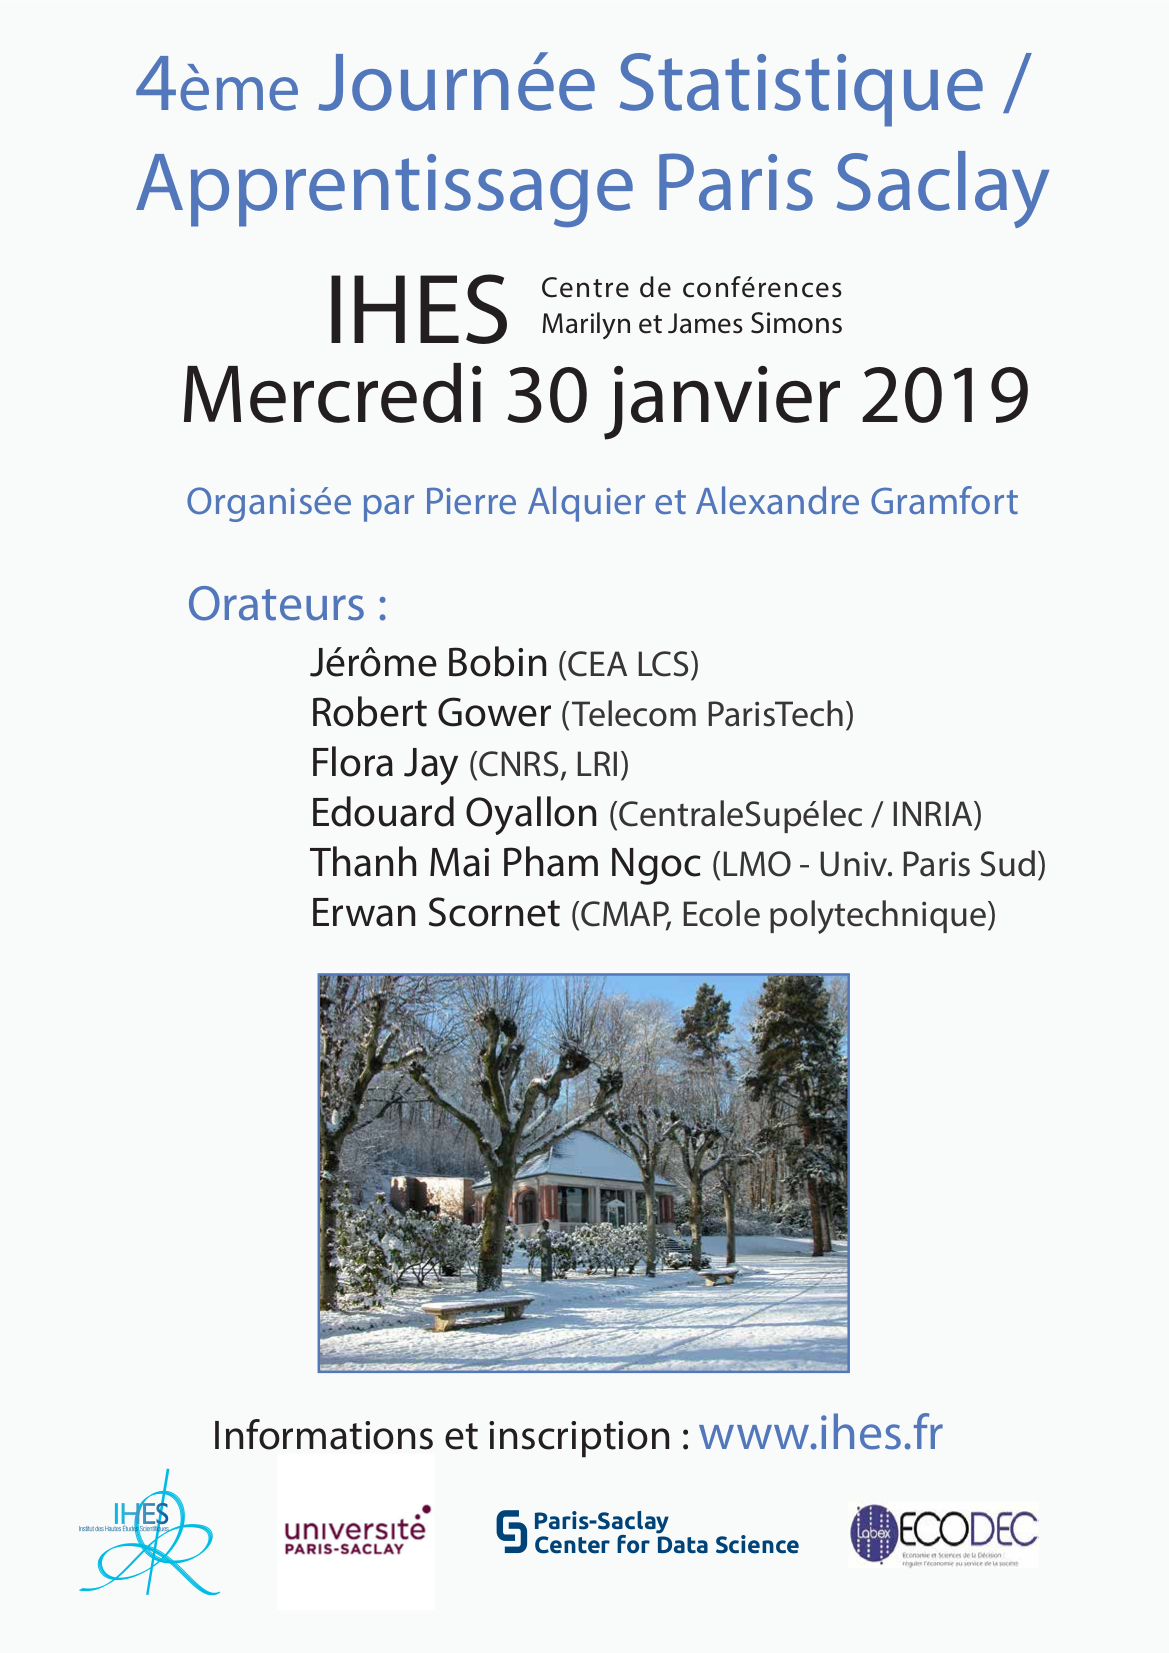 4ème Journée Statistique /
Apprentissage Paris Saclay
IHES
Centre de conférences
Marilyn et James Simons
Mercredi 30 janvier 2019
Organisée par Pierre Alquier et Alexandre Gramfort
Orateurs :
Jérôme Bobin (CEA LCS)
Robert Gower (Telecom ParisTech)
Flora Jay (CNRS, LRI)
Edouard Oyallon (CentraleSupélec / INRIA)
Thanh Mai Pham Ngoc (LMO - Univ. Paris Sud)
Erwan Scornet (CMAP, Ecole polytechnique)
Informations et inscription : www.ihes.fr
IHES
Institut des Hautes Etudes Scientifiques
université
PARIS-SACLAY
Paris-Saclay
Center for Data Science
Labex
ECODEC
Economie et Sciences de la Décision :
réguler l'économie au service de la société